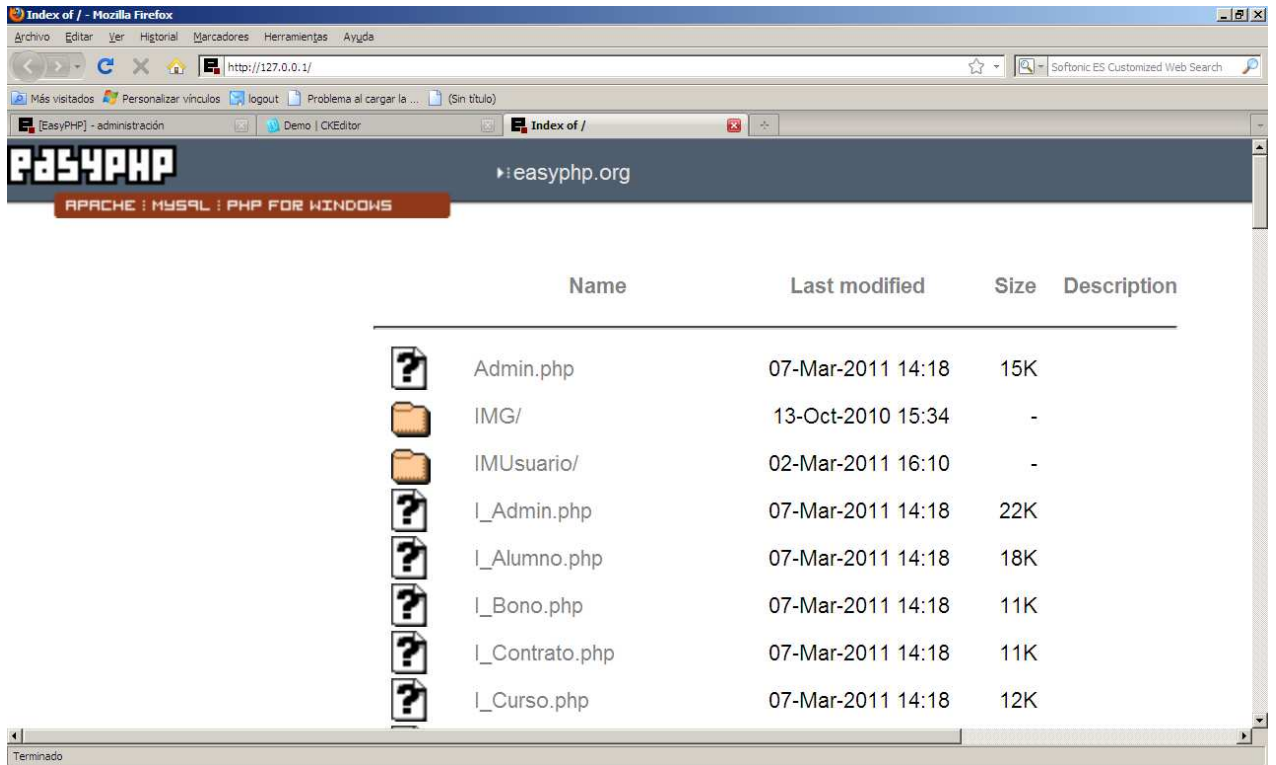 Index of / - Mozilla Firefox
Archivo Editar Ver Historial Marcadores Herramientas Ayuda
http://127.0.0.1/ Softonic ES Customized Web Search
Más visitados Personalizar vínculos logout Problema al cargar la ... (Sin título)
[EasyPHP] - administración Demo | CKEditor Index of /
easyPHP easyphp.org
APACHE : MYSQL : PHP FOR WINDOWS
Name Last modified Size Description
Admin.php 07-Mar-2011 14:18 15K
IMG/ 13-Oct-2010 15:34 -
IMUsuario/ 02-Mar-2011 16:10 -
I_Admin.php 07-Mar-2011 14:18 22K
I_Alumno.php 07-Mar-2011 14:18 18K
I_Bono.php 07-Mar-2011 14:18 11K
I_Contrato.php 07-Mar-2011 14:18 11K
I_Curso.php 07-Mar-2011 14:18 12K
Terminado